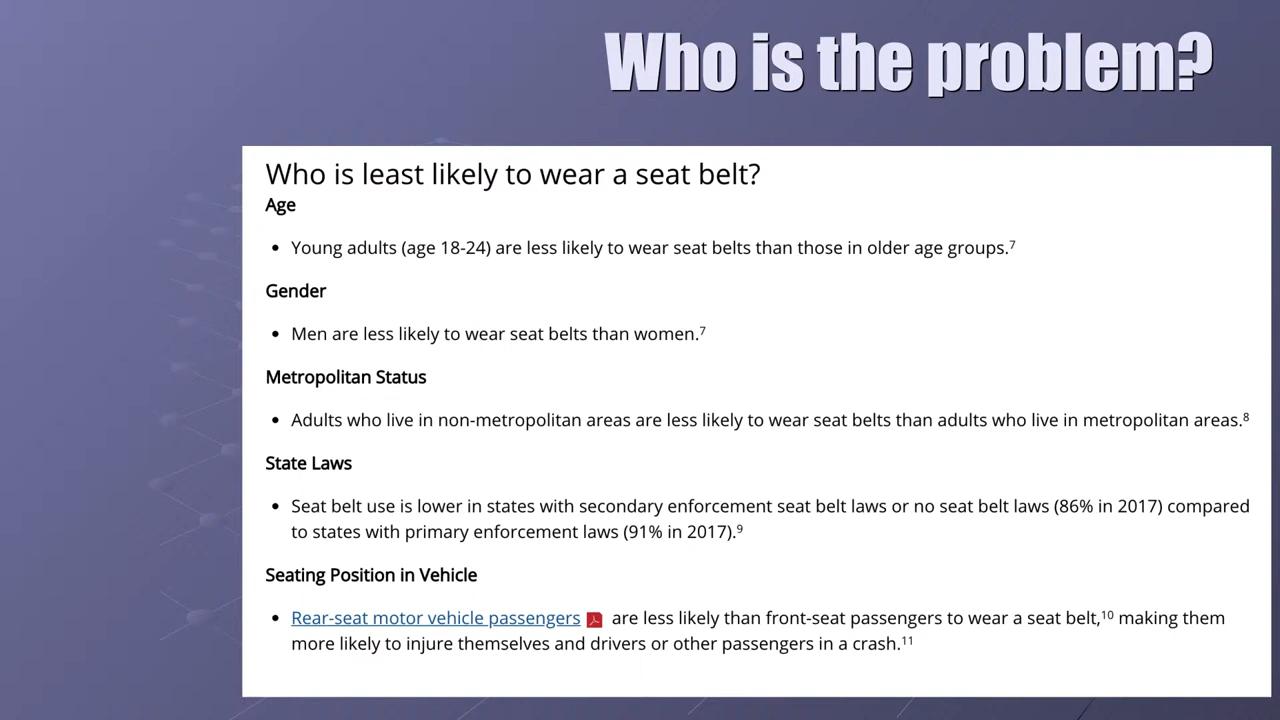 Who is the problem?
Who is least likely to wear a seat belt?
Age
• Young adults (age 18-24) are less likely to wear seat belts than those in older age groups.⁷
Gender
• Men are less likely to wear seat belts than women.⁷
Metropolitan Status
• Adults who live in non-metropolitan areas are less likely to wear seat belts than adults who live in metropolitan areas.⁸
State Laws
• Seat belt use is lower in states with secondary enforcement seat belt laws or no seat belt laws (86% in 2017) compared
to states with primary enforcement laws (91% in 2017).⁹
Seating Position in Vehicle
• Rear-seat motor vehicle passengers are less likely than front-seat passengers to wear a seat belt,¹⁰ making them
more likely to injure themselves and drivers or other passengers in a crash.¹¹